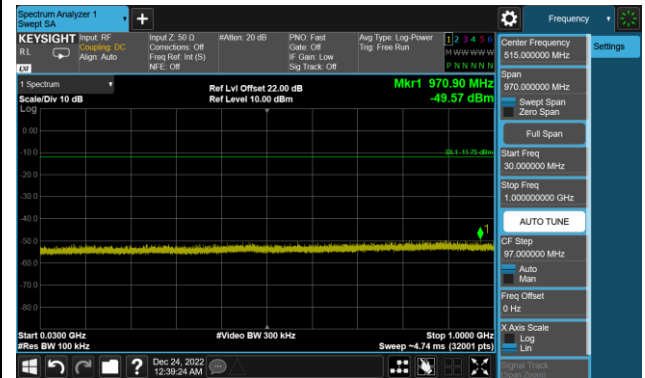 Spectrum Analyzer 1
Swept SA
+
Frequency
KEYSIGHT
RL
LXI
Input: RF
Coupling: DC
Align: Auto
Input Z: 50 Ω
Corrections: Off
Freq Ref: Int (S)
NFE: Off
#Atten: 20 dB
PNO: Fast
Gate: Off
IF Gain: Low
Sig Track: Off
Avg Type: Log-Power
Trig: Free Run
1 2 3 4 5 6
M W W W W W
P N N N N N
1 Spectrum
Scale/Div 10 dB
Log
Ref Lvl Offset 22.00 dB
Ref Level 10.00 dBm
Mkr1 970.90 MHz
-49.57 dBm
0.00
-10.0
DL1 -11.73 dBm
-20.0
-30.0
-40.0
1
-50.0
-60.0
-70.0
-80.0
Start 0.0300 GHz
#Res BW 100 kHz
#Video BW 300 kHz
Stop 1.0000 GHz
Sweep ~4.74 ms (32001 pts)
Dec 24, 2022
12:39:24 AM
Center Frequency
515.000000 MHz
Span
970.000000 MHz
Swept Span
Zero Span
Full Span
Start Freq
30.000000 MHz
Stop Freq
1.000000000 GHz
AUTO TUNE
CF Step
97.000000 MHz
Auto
Man
Freq Offset
0 Hz
X Axis Scale
Log
Lin
Signal Track
(Span Zoom)
Settings